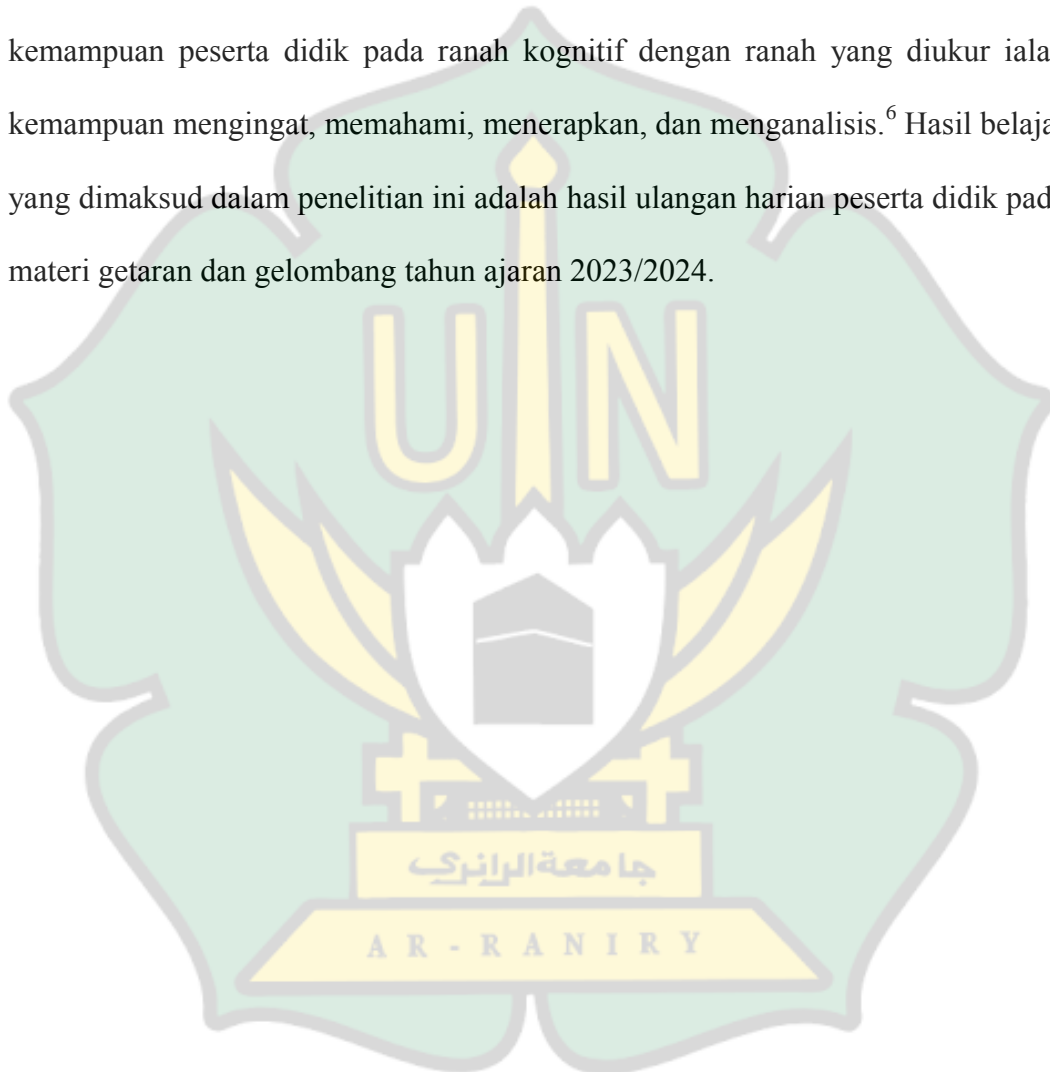 kemampuan peserta didik pada ranah kognitif dengan ranah yang diukur iala
kemampuan mengingat, memahami, menerapkan, dan menganalisis.⁶ Hasil belaja
yang dimaksud dalam penelitian ini adalah hasil ulangan harian peserta didik pad
materi getaran dan gelombang tahun ajaran 2023/2024.
UIN
جامعة الرانري
AR-RANIRY